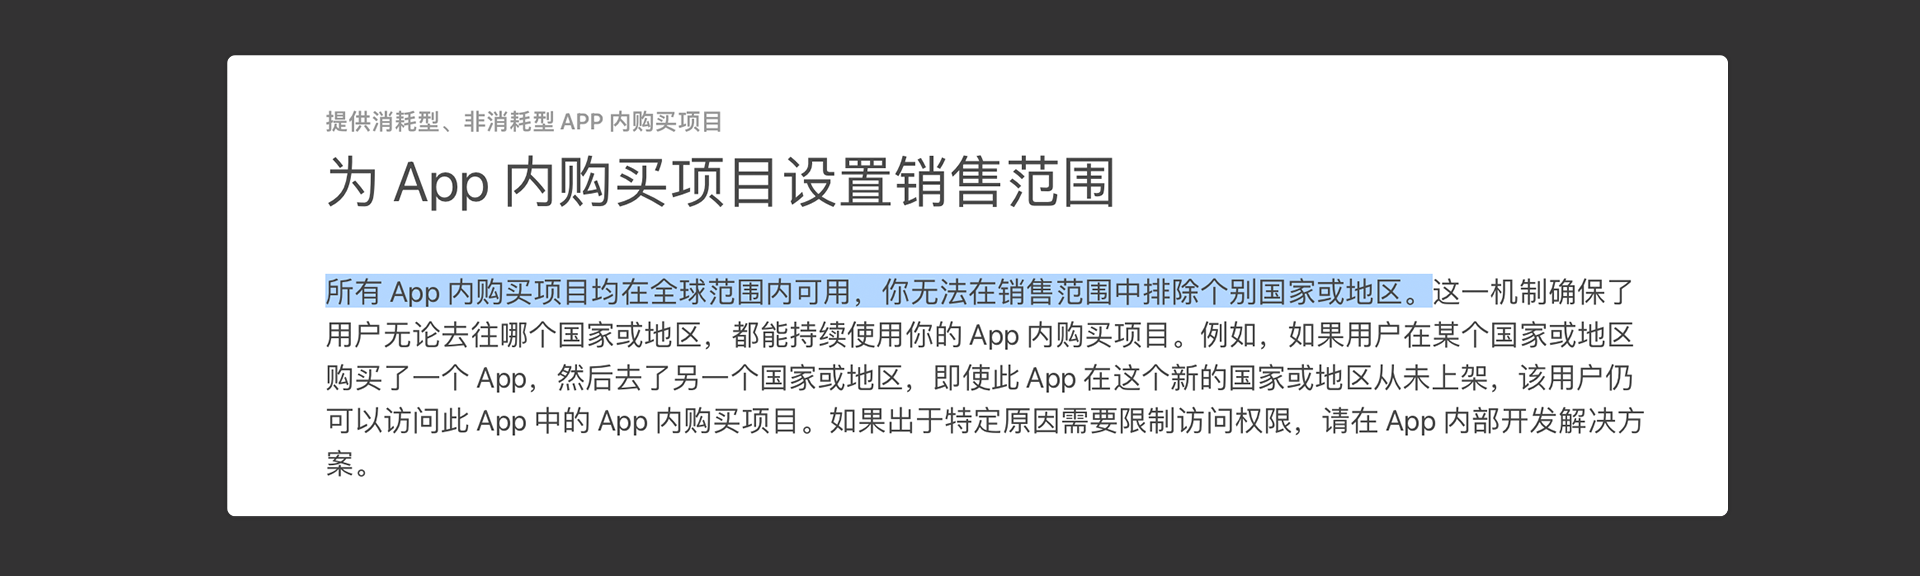 提供消耗型、非消耗型 APP 内购买项目
为 App 内购买项目设置销售范围
所有 App 内购买项目均在全球范围内可用，你无法在销售范围中排除个别国家或地区。这一机制确保了
用户无论去往哪个国家或地区，都能持续使用你的 App 内购买项目。例如，如果用户在某个国家或地区
购买了一个 App，然后去了另一个国家或地区，即使此 App 在这个新的国家或地区从未上架，该用户仍
可以访问此 App 中的 App 内购买项目。如果出于特定原因需要限制访问权限，请在 App 内部开发解决方
案。